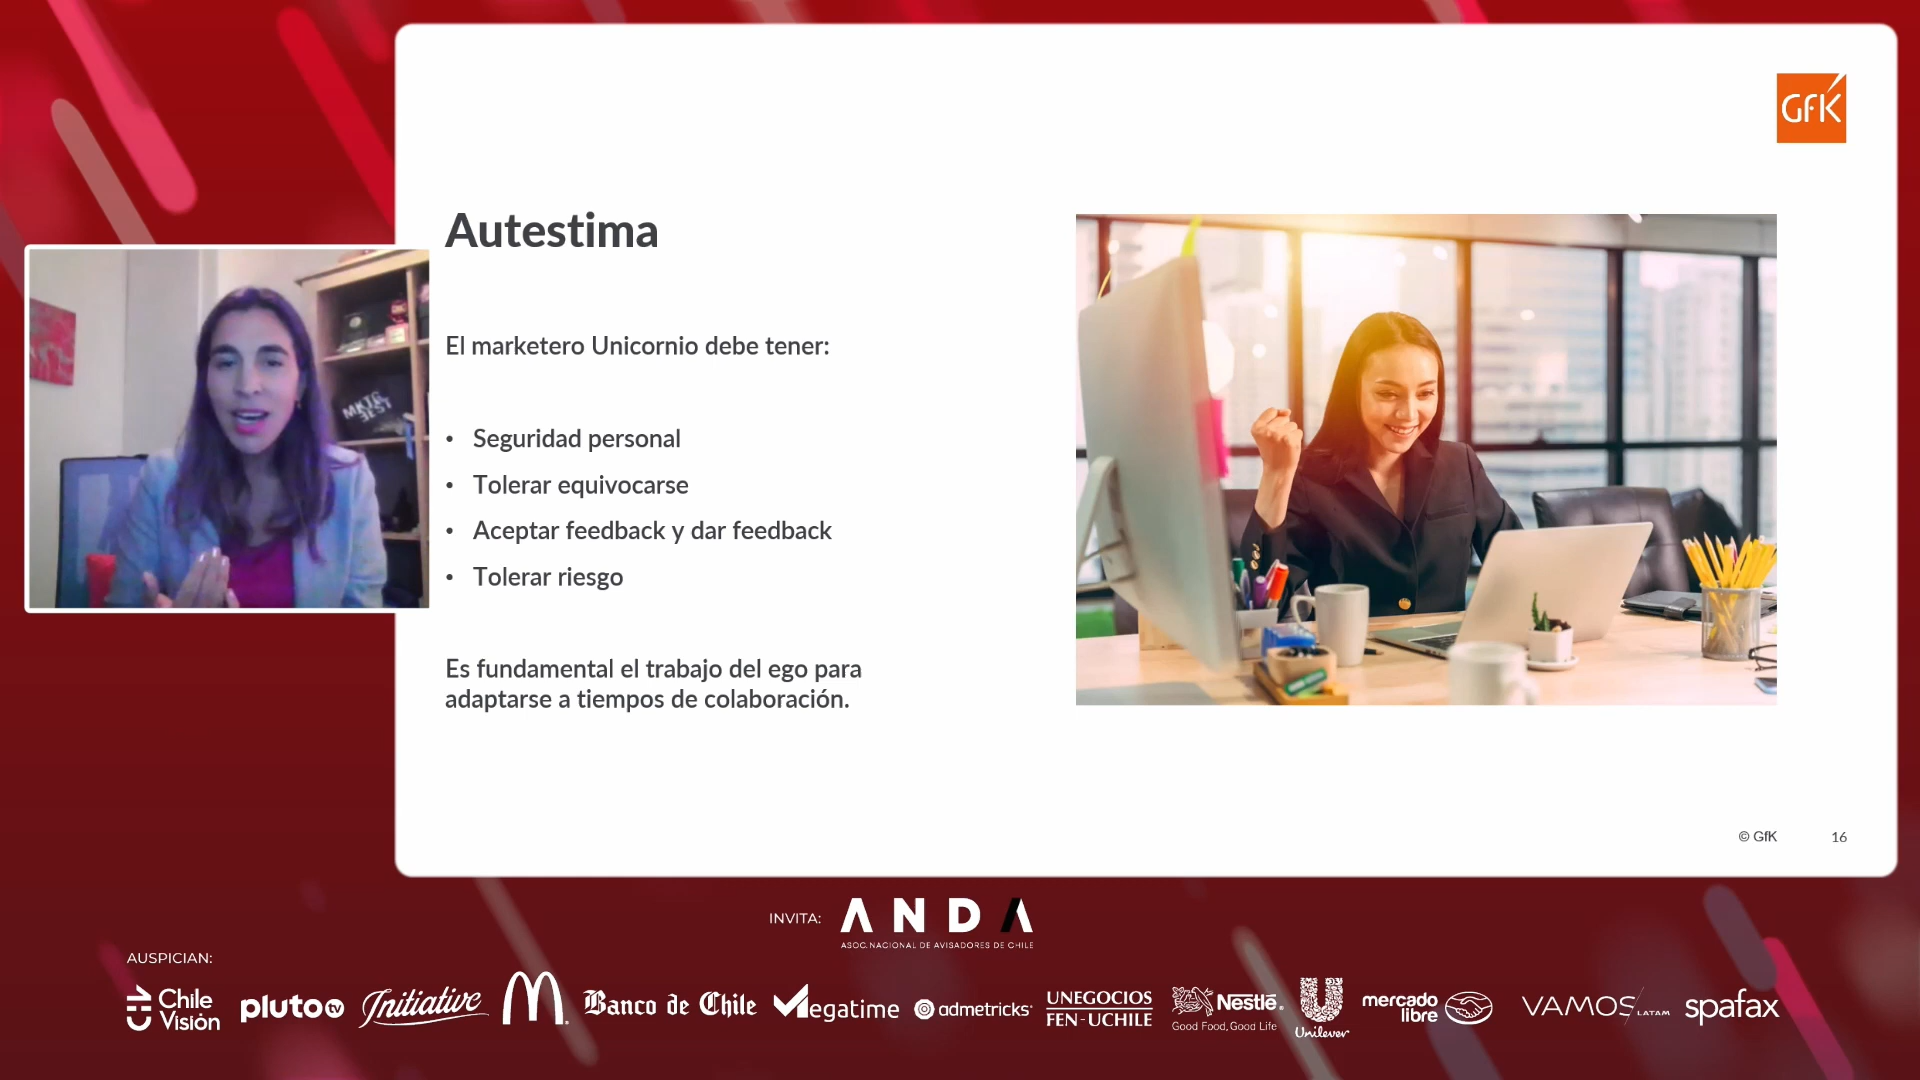 GfK
Autestima
El marketero Unicornio debe tener:
• Seguridad personal
• Tolerar equivocarse
• Aceptar feedback y dar feedback
• Tolerar riesgo
Es fundamental el trabajo del ego para
adaptarse a tiempos de colaboración.
MKTG
BEST
© GfK 16
INVITA: ANDA
ASOC. NACIONAL DE AVISADORES DE CHILE
AUSPICIAN:
CHV Chile
Visión
pluto tv
Initiative
M
Banco de Chile
Megatime
admetricks
UNEGOCIOS
FEN-UCHILE
Nestlé.
Good Food, Good Life
U
Unilever
mercado
libre
VAMOS/LATAM
spafax